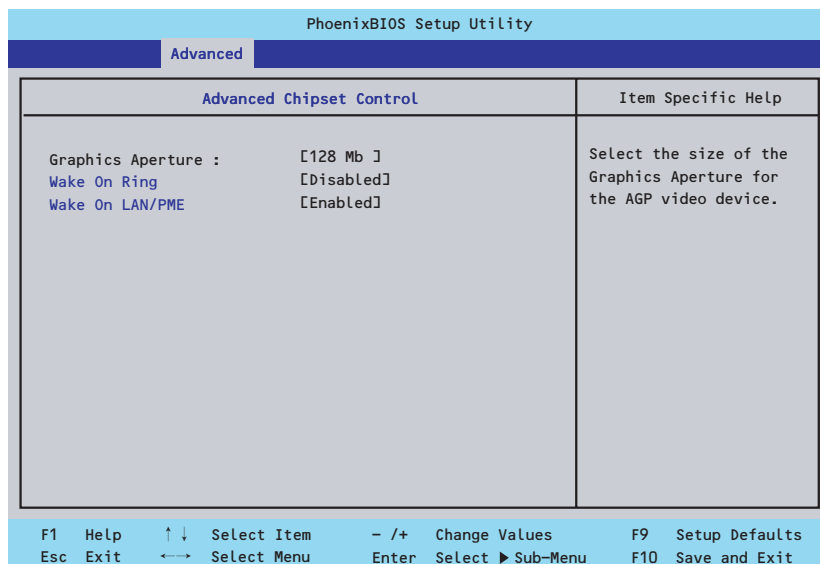 PhoenixBIOS Setup Utility
Advanced
Advanced Chipset Control
Item Specific Help
Graphics Aperture : [128 Mb ]
Wake On Ring [Disabled]
Wake On LAN/PME [Enabled]
Select the size of the
Graphics Aperture for
the AGP video device.
F1 Help ↑↓ Select Item - /+ Change Values F9 Setup Defaults
Esc Exit ←→ Select Menu Enter Select ▶ Sub-Menu F10 Save and Exit